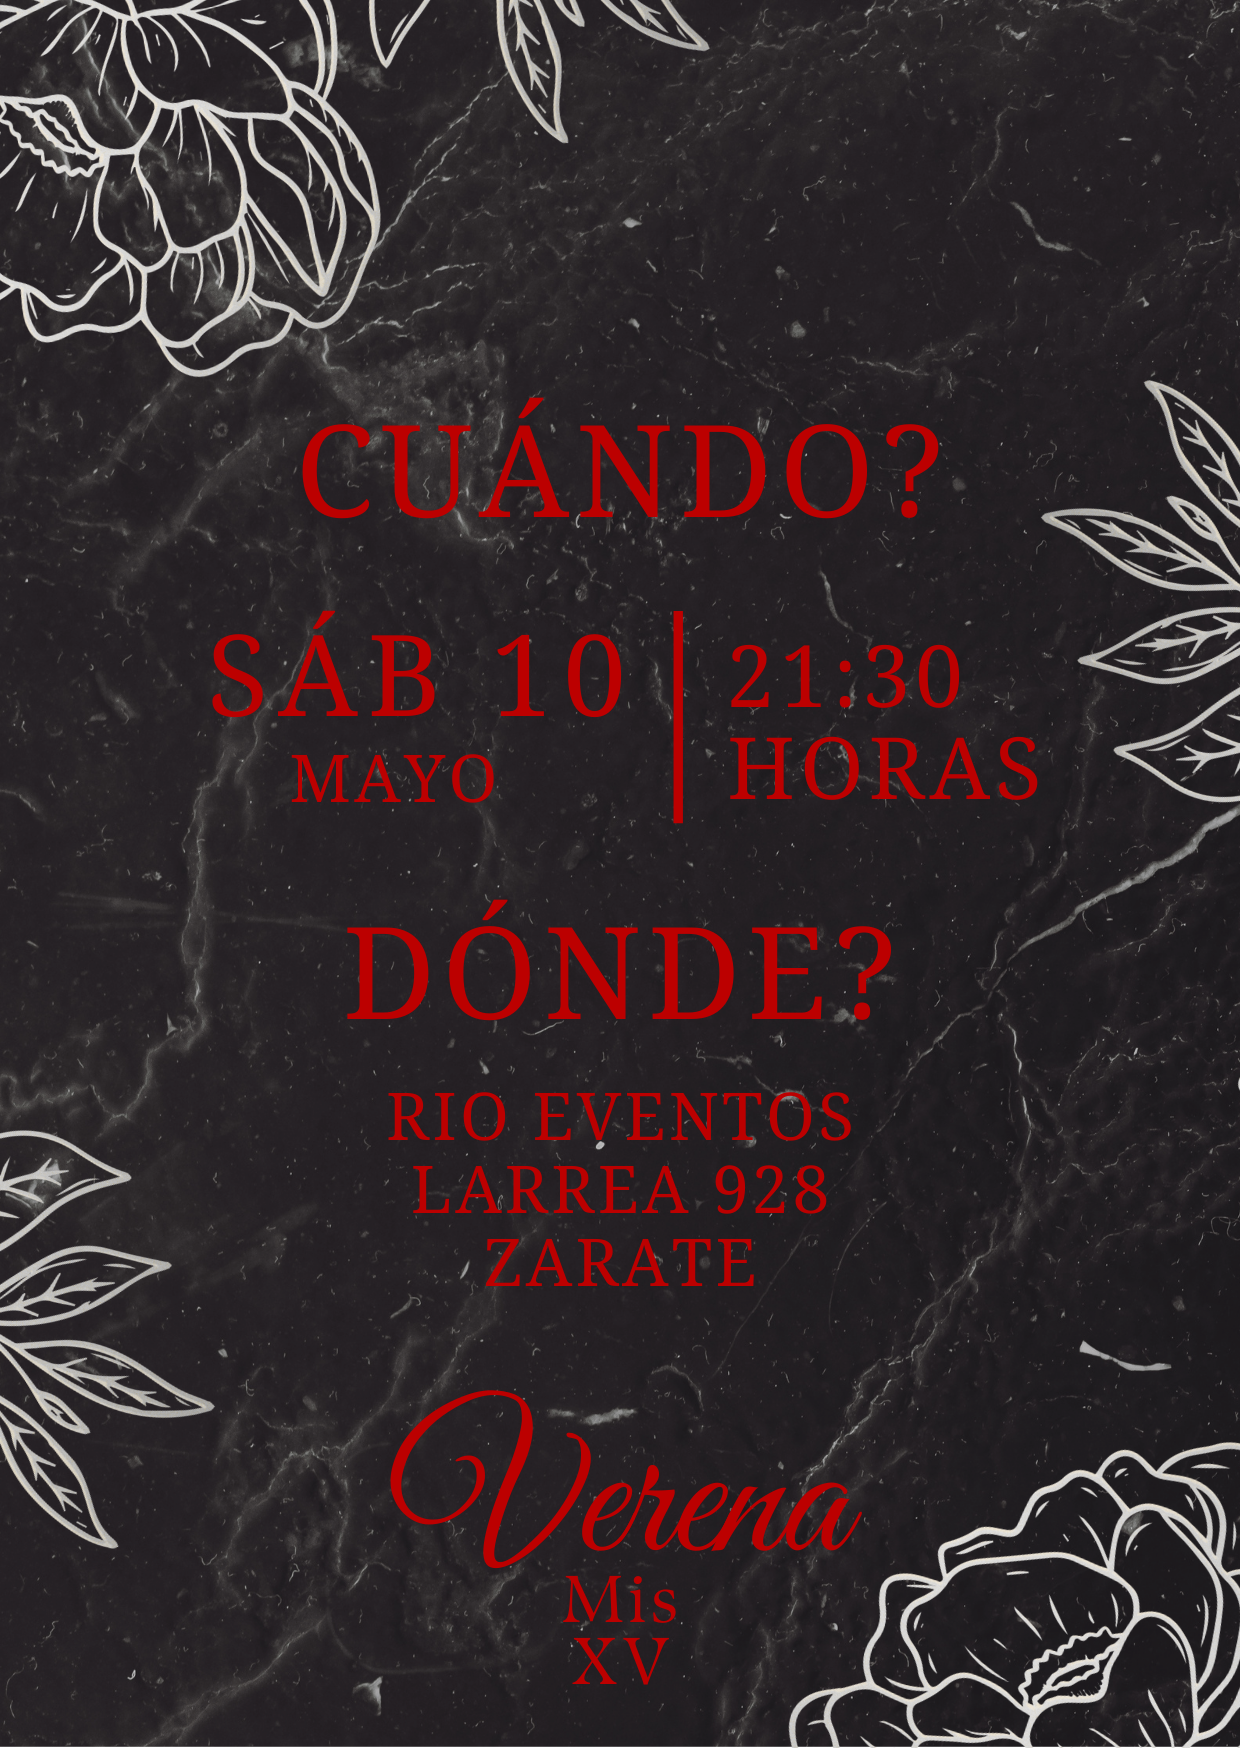 CUÁNDO?
SÁB 10
MAYO
21:30
HORAS
DÓNDE?
RIO EVENTOS
LARREA 928
ZARATE
Verena
Mis
XV